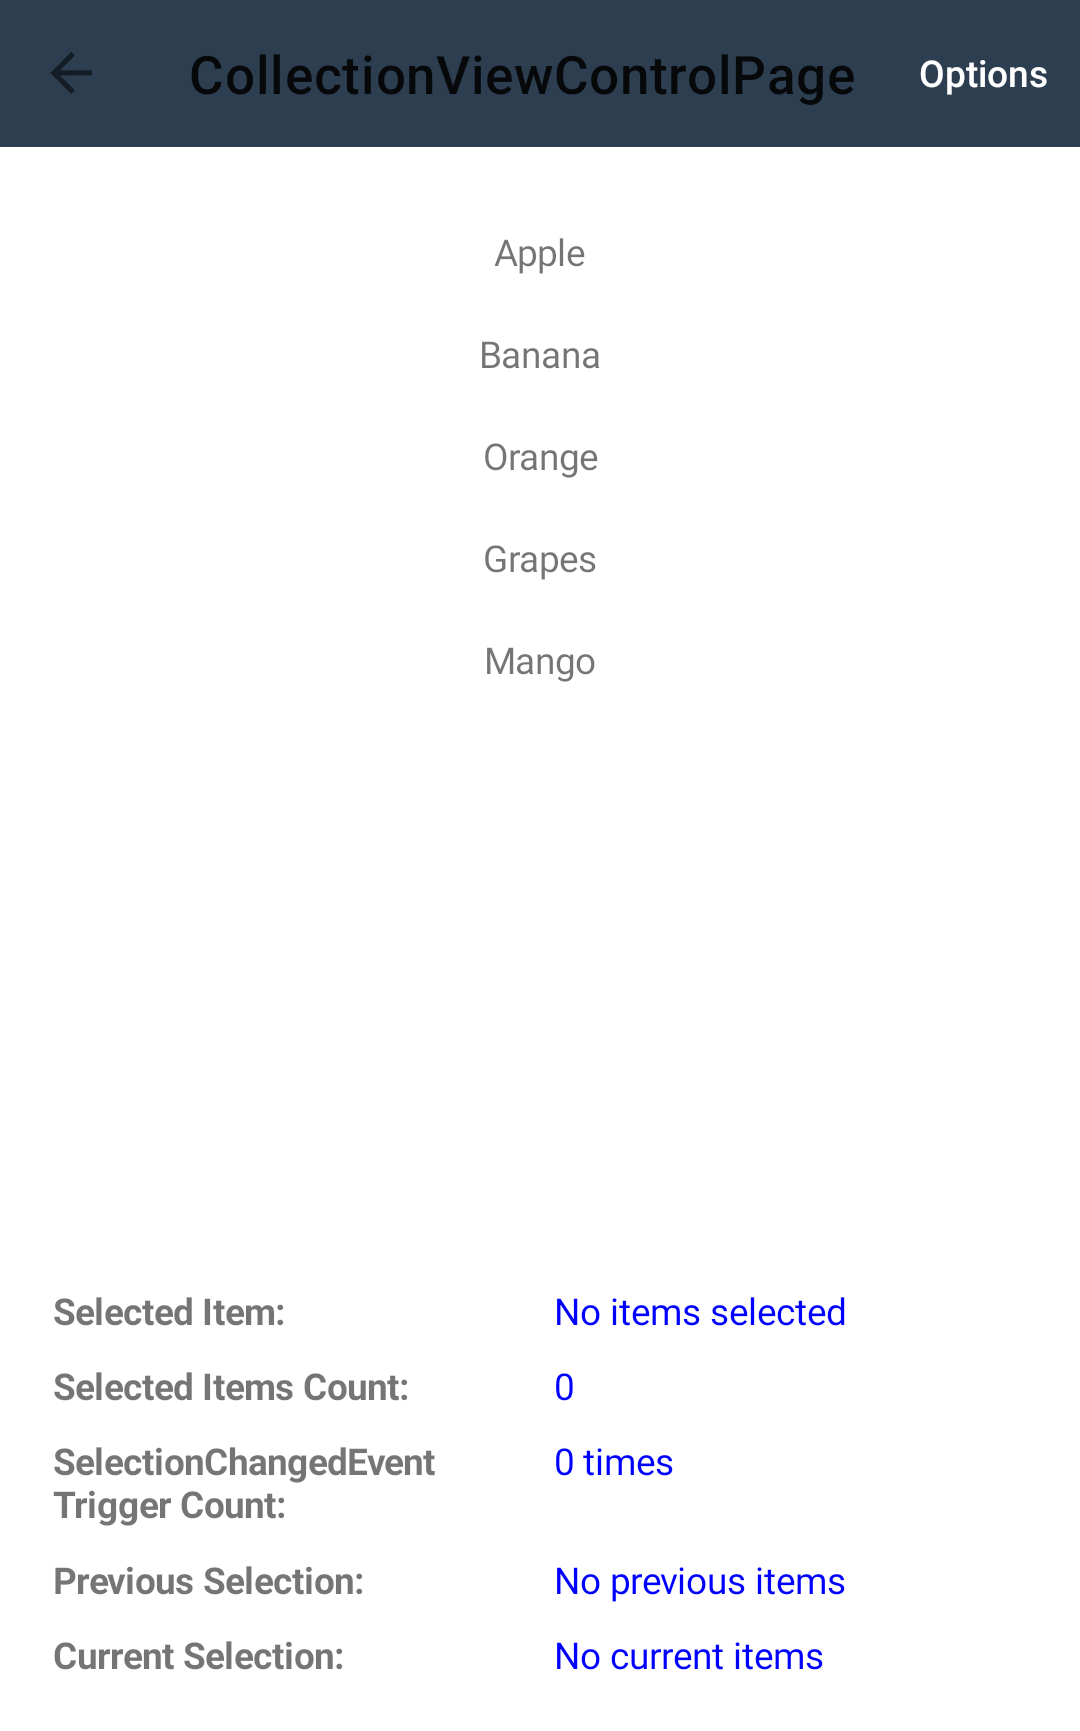 CollectionViewControlPage Options
Apple
Banana
Orange
Grapes
Mango
Selected Item: No items selected
Selected Items Count: 0
SelectionChangedEvent 0 times
Trigger Count:
Previous Selection: No previous items
Current Selection: No current items